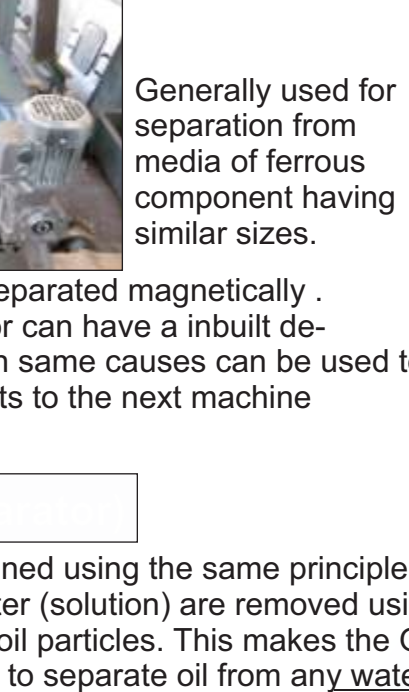 Generally used for
separation from
media of ferrous
component having
similar sizes.
eparated magnetically .
r can have a inbuilt de-
n same causes can be used t
ts to the next machine
arator)
ned using the same principle
ter (solution) are removed usi
oil particles. This makes the
to separate oil from any wate